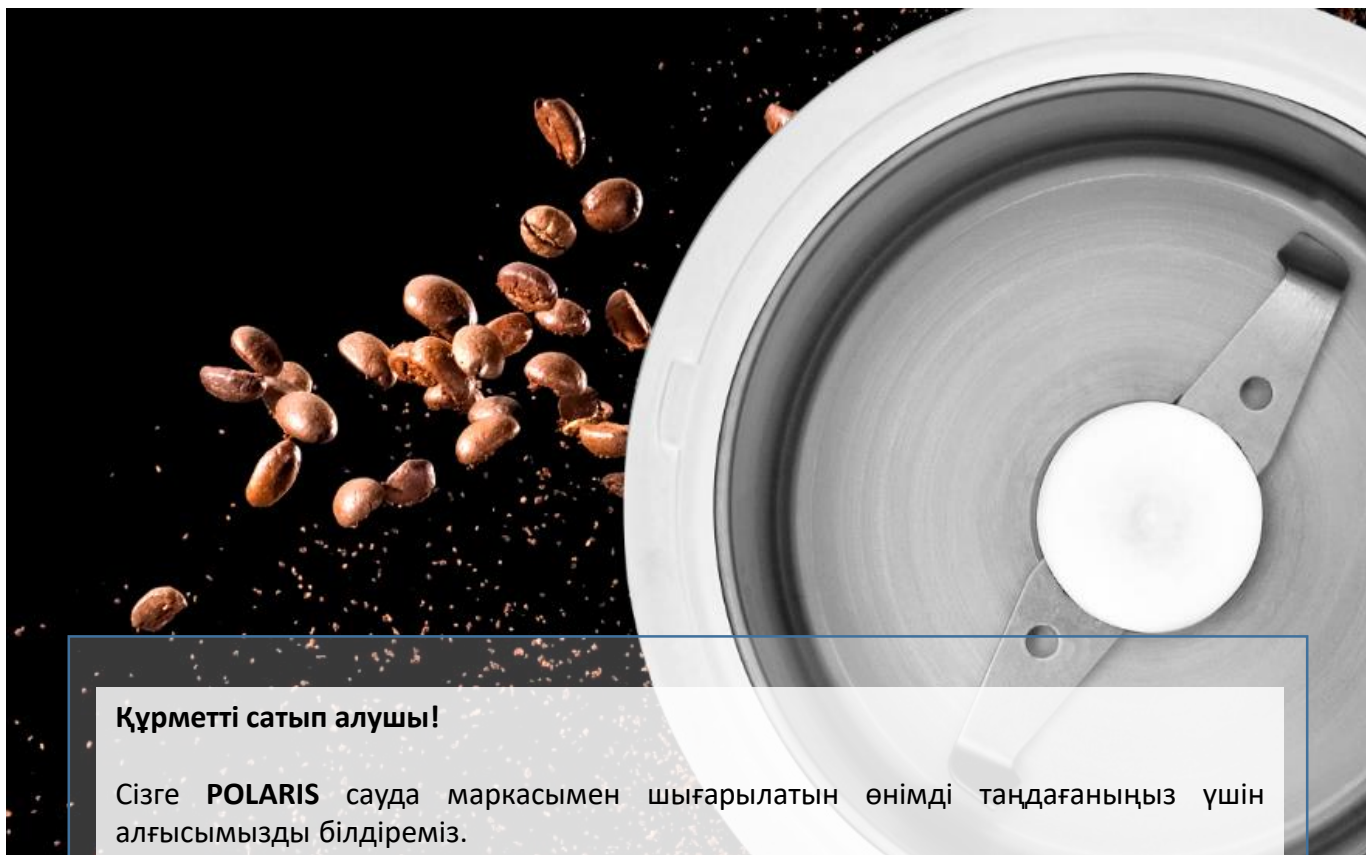 Құрметті сатып алушы!
Сізге POLARIS сауда маркасымен шығарылатын өнімді таңдағаныңыз үшін
алғысымызды білдіреміз.